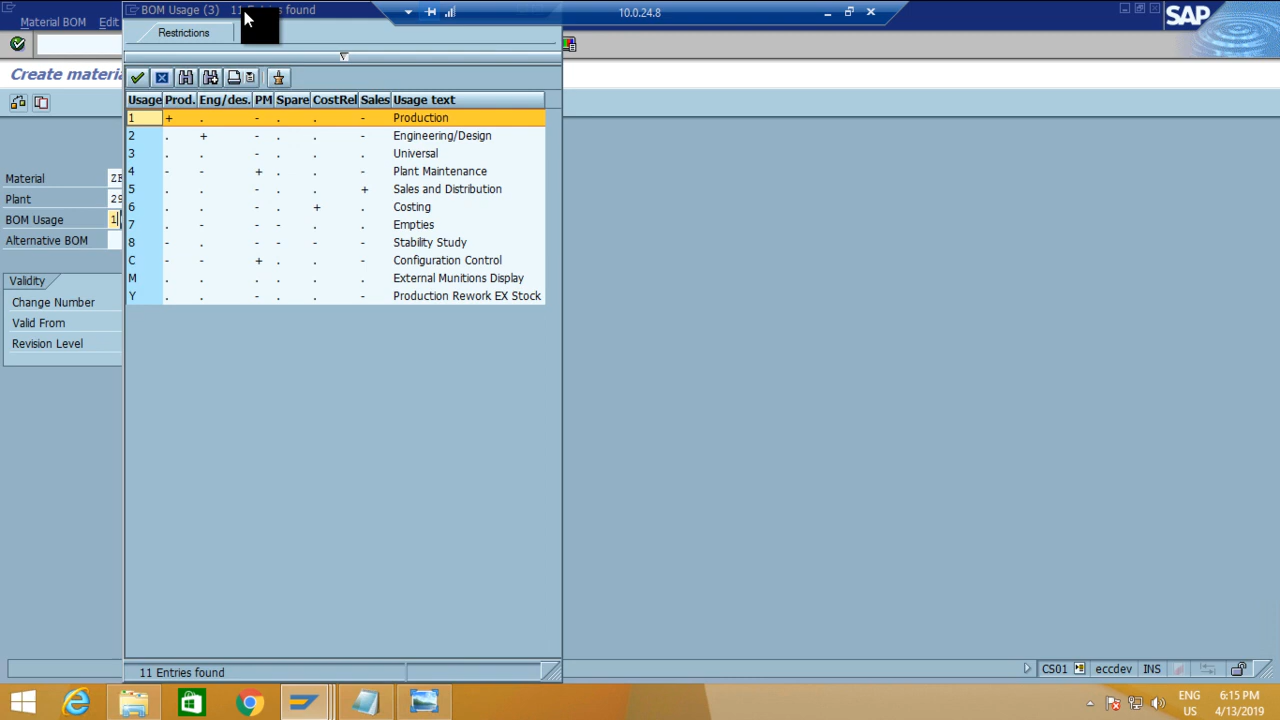 BOM Usage (3) 11 Entries found
10.0.24.8
Material BOM Edit
SAP
Restrictions
Create materia
Usage Prod. Eng/des. PM Spare CostRel Sales Usage text
1 + . - . . - Production
2 . + - . . - Engineering/Design
3 . . - . . - Universal
4 - - + . . - Plant Maintenance
5 . . - . . + Sales and Distribution
6 . . - . + . Costing
7 . - - - . . Empties
8 - . - - - - Stability Study
C - - + . . - Configuration Control
M . . . . . . External Munitions Display
Y . . - . . - Production Rework EX Stock
Material
Plant 29
BOM Usage 1
Alternative BOM
Validity
Change Number
Valid From
Revision Level
11 Entries found
CS01 eccdev INS
ENG 6:15 PM
US 4/13/2019